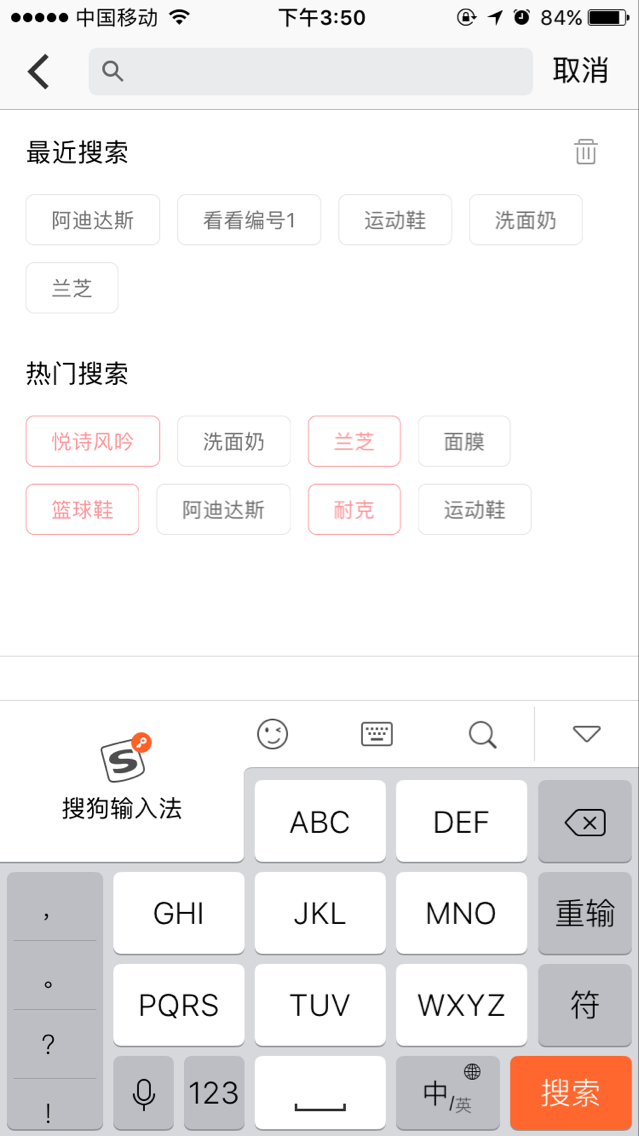 中国移动 下午3:50 84%
取消
最近搜索
阿迪达斯 看看编号1 运动鞋 洗面奶
兰芝
热门搜索
悦诗风吟 洗面奶 兰芝 面膜
篮球鞋 阿迪达斯 耐克 运动鞋
S
搜狗输入法
ABC DEF
, GHI JKL MNO 重输
。 PQRS TUV WXYZ 符
?
! 123 中/英 搜索